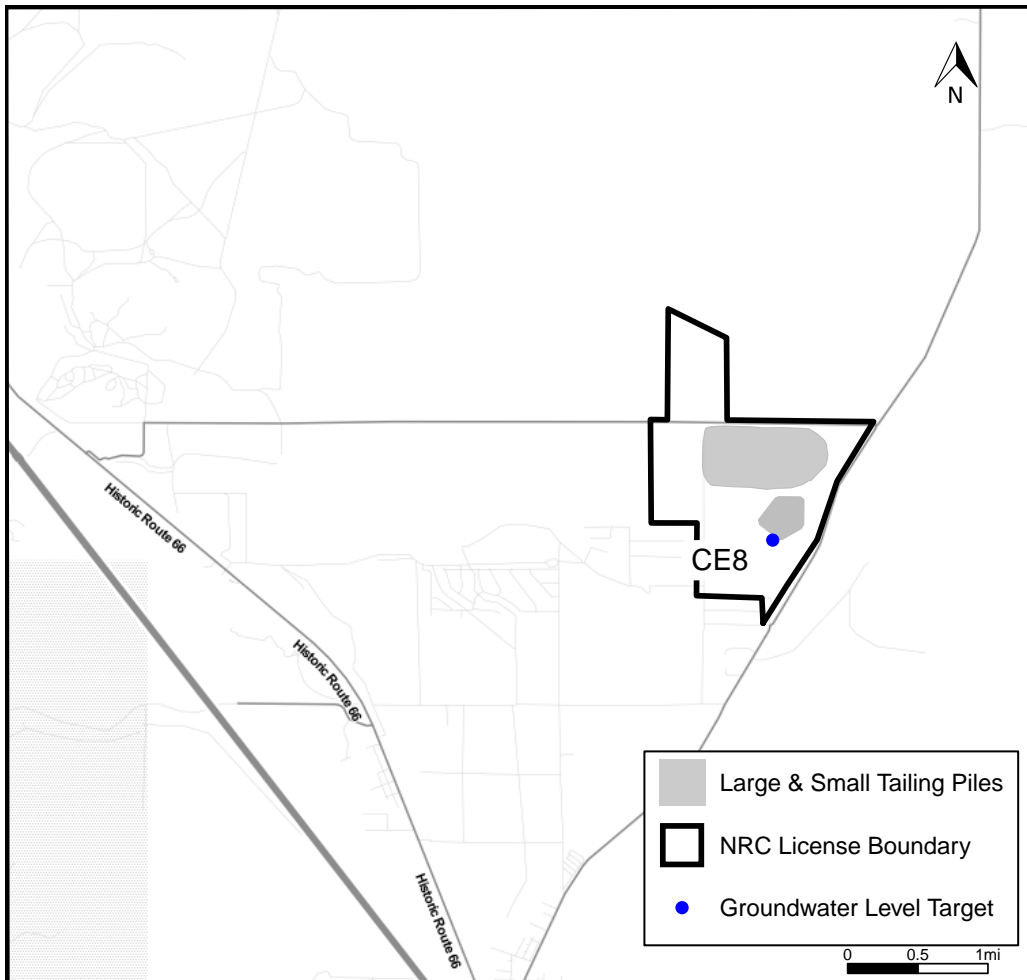 N
Historic Route 66
CE8
Historic Route 66
Historic Route 66
Large & Small Tailing Piles
NRC License Boundary
Groundwater Level Target
0 0.5 1mi